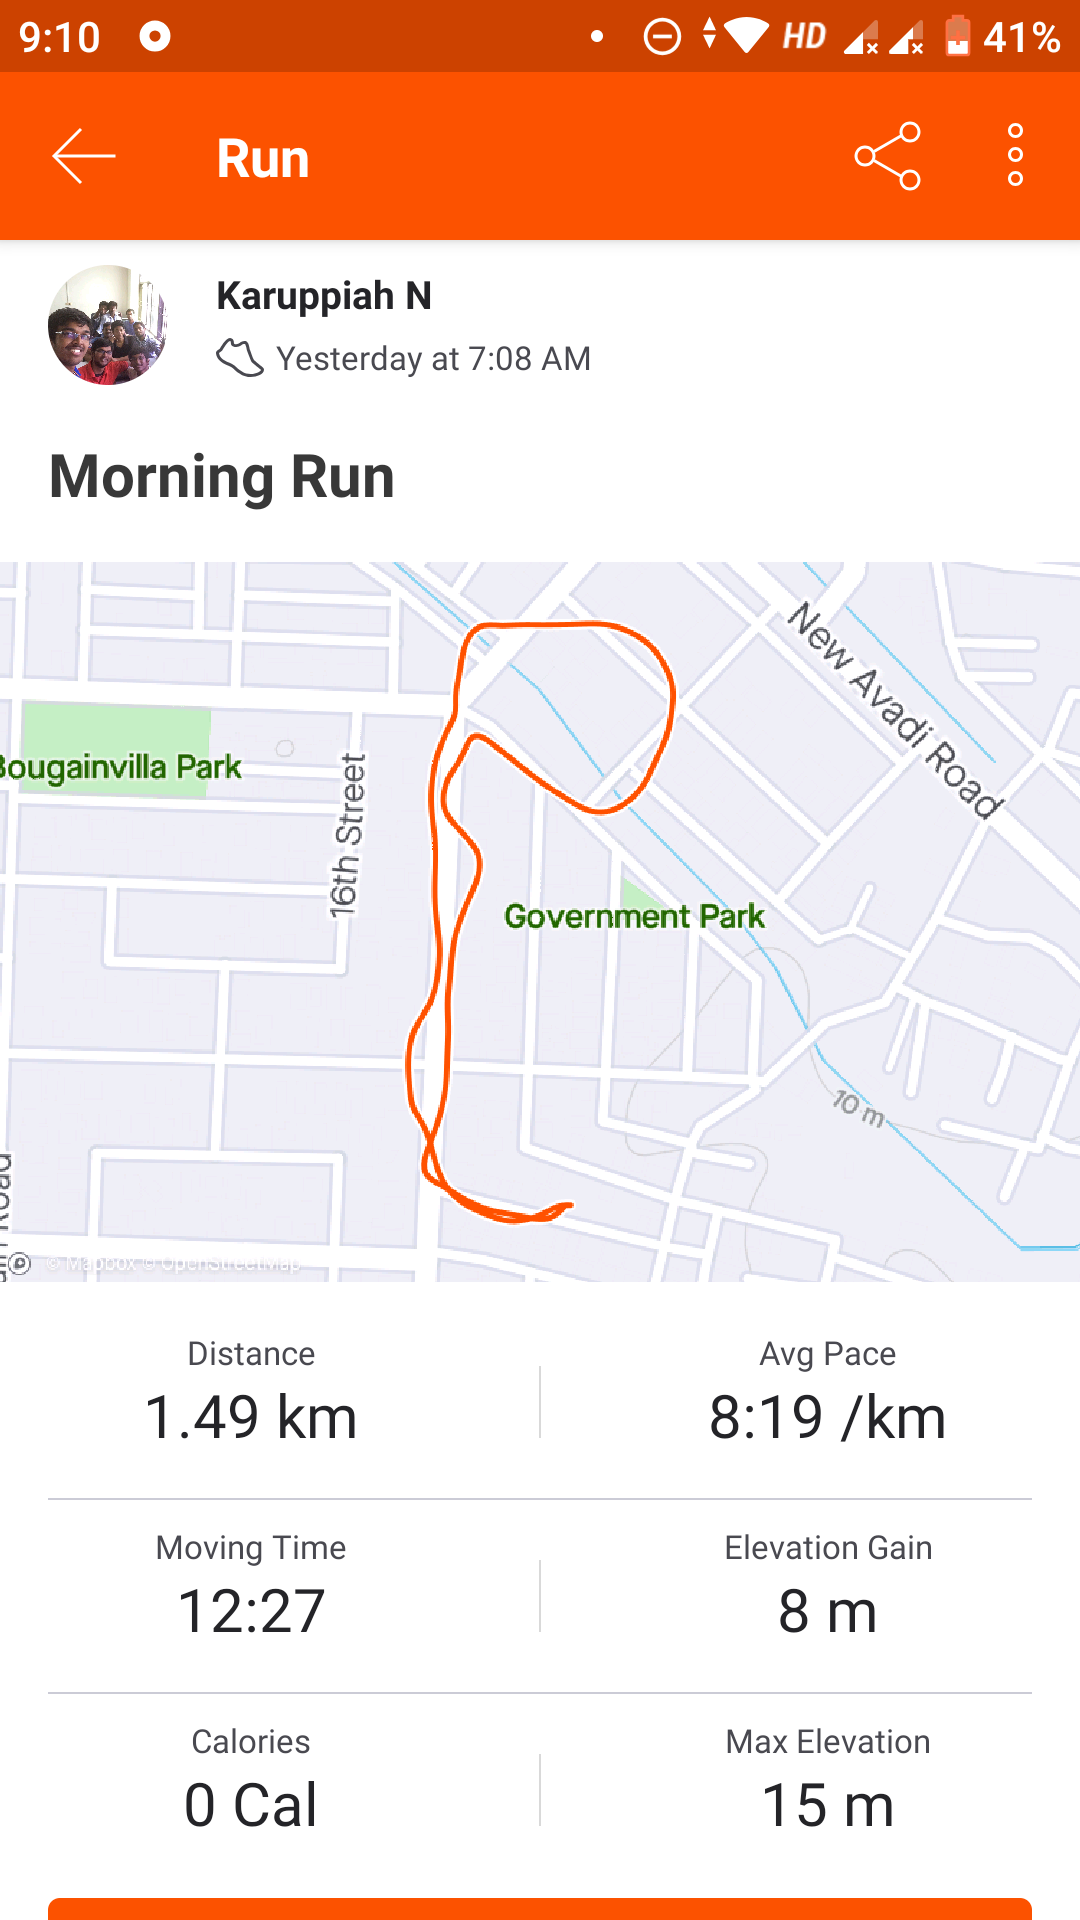 9:10 HD 41%
Run
Karuppiah N
Yesterday at 7:08 AM
Morning Run
New Avadi Road
Bougainvilla Park
16th Street
Government Park
10 m
Road
© Mapbox © OpenStreetMap
Distance
1.49 km
Avg Pace
8:19 /km
Moving Time
12:27
Elevation Gain
8 m
Calories
0 Cal
Max Elevation
15 m